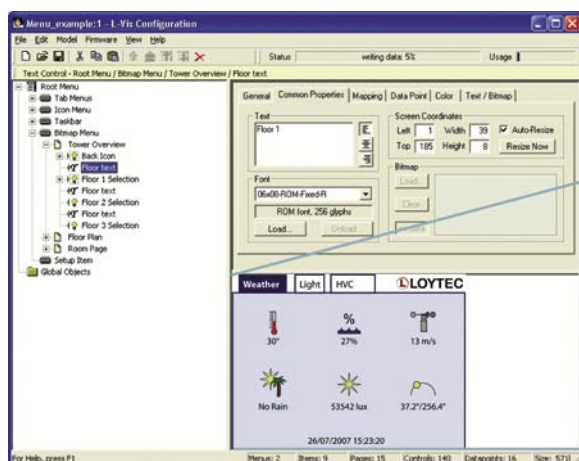 Menu_example:1 - L-Vis Configuration
File Edit Model Firmware View Help
Status writing data: 5% Usage
Text Control - Root Menu / Bitmap Menu / Tower Overview / Floor text
Root Menu
Tab Menus
Icon Menu
Taskbar
Bitmap Menu
Tower Overview
Back Icon
Floor text
Floor 1 Selection
Floor text
Floor 2 Selection
Floor text
Floor 3 Selection
Floor Plan
Room Page
Setup Item
Global Objects
General Common Properties Mapping Data Point Color Text / Bitmap
Text
Floor 1
Screen Coordinates
Left 1 Width 39 Auto-Resize
Top 185 Height 8 Resize Now
Font
06x08-ROM-Fixed-R
ROM font, 256 glyphs
Load... Unload
Bitmap
Load...
Clear
Weather Light HVC LOYTEC
30° 27% 13 m/s
No Rain 53542 lux 37.2°/256.4°
26/07/2007 15:23:20
For Help, press F1 Menus: 2 Items: 9 Pages: 15 Controls: 140 Datapoints: 16 Size: 571